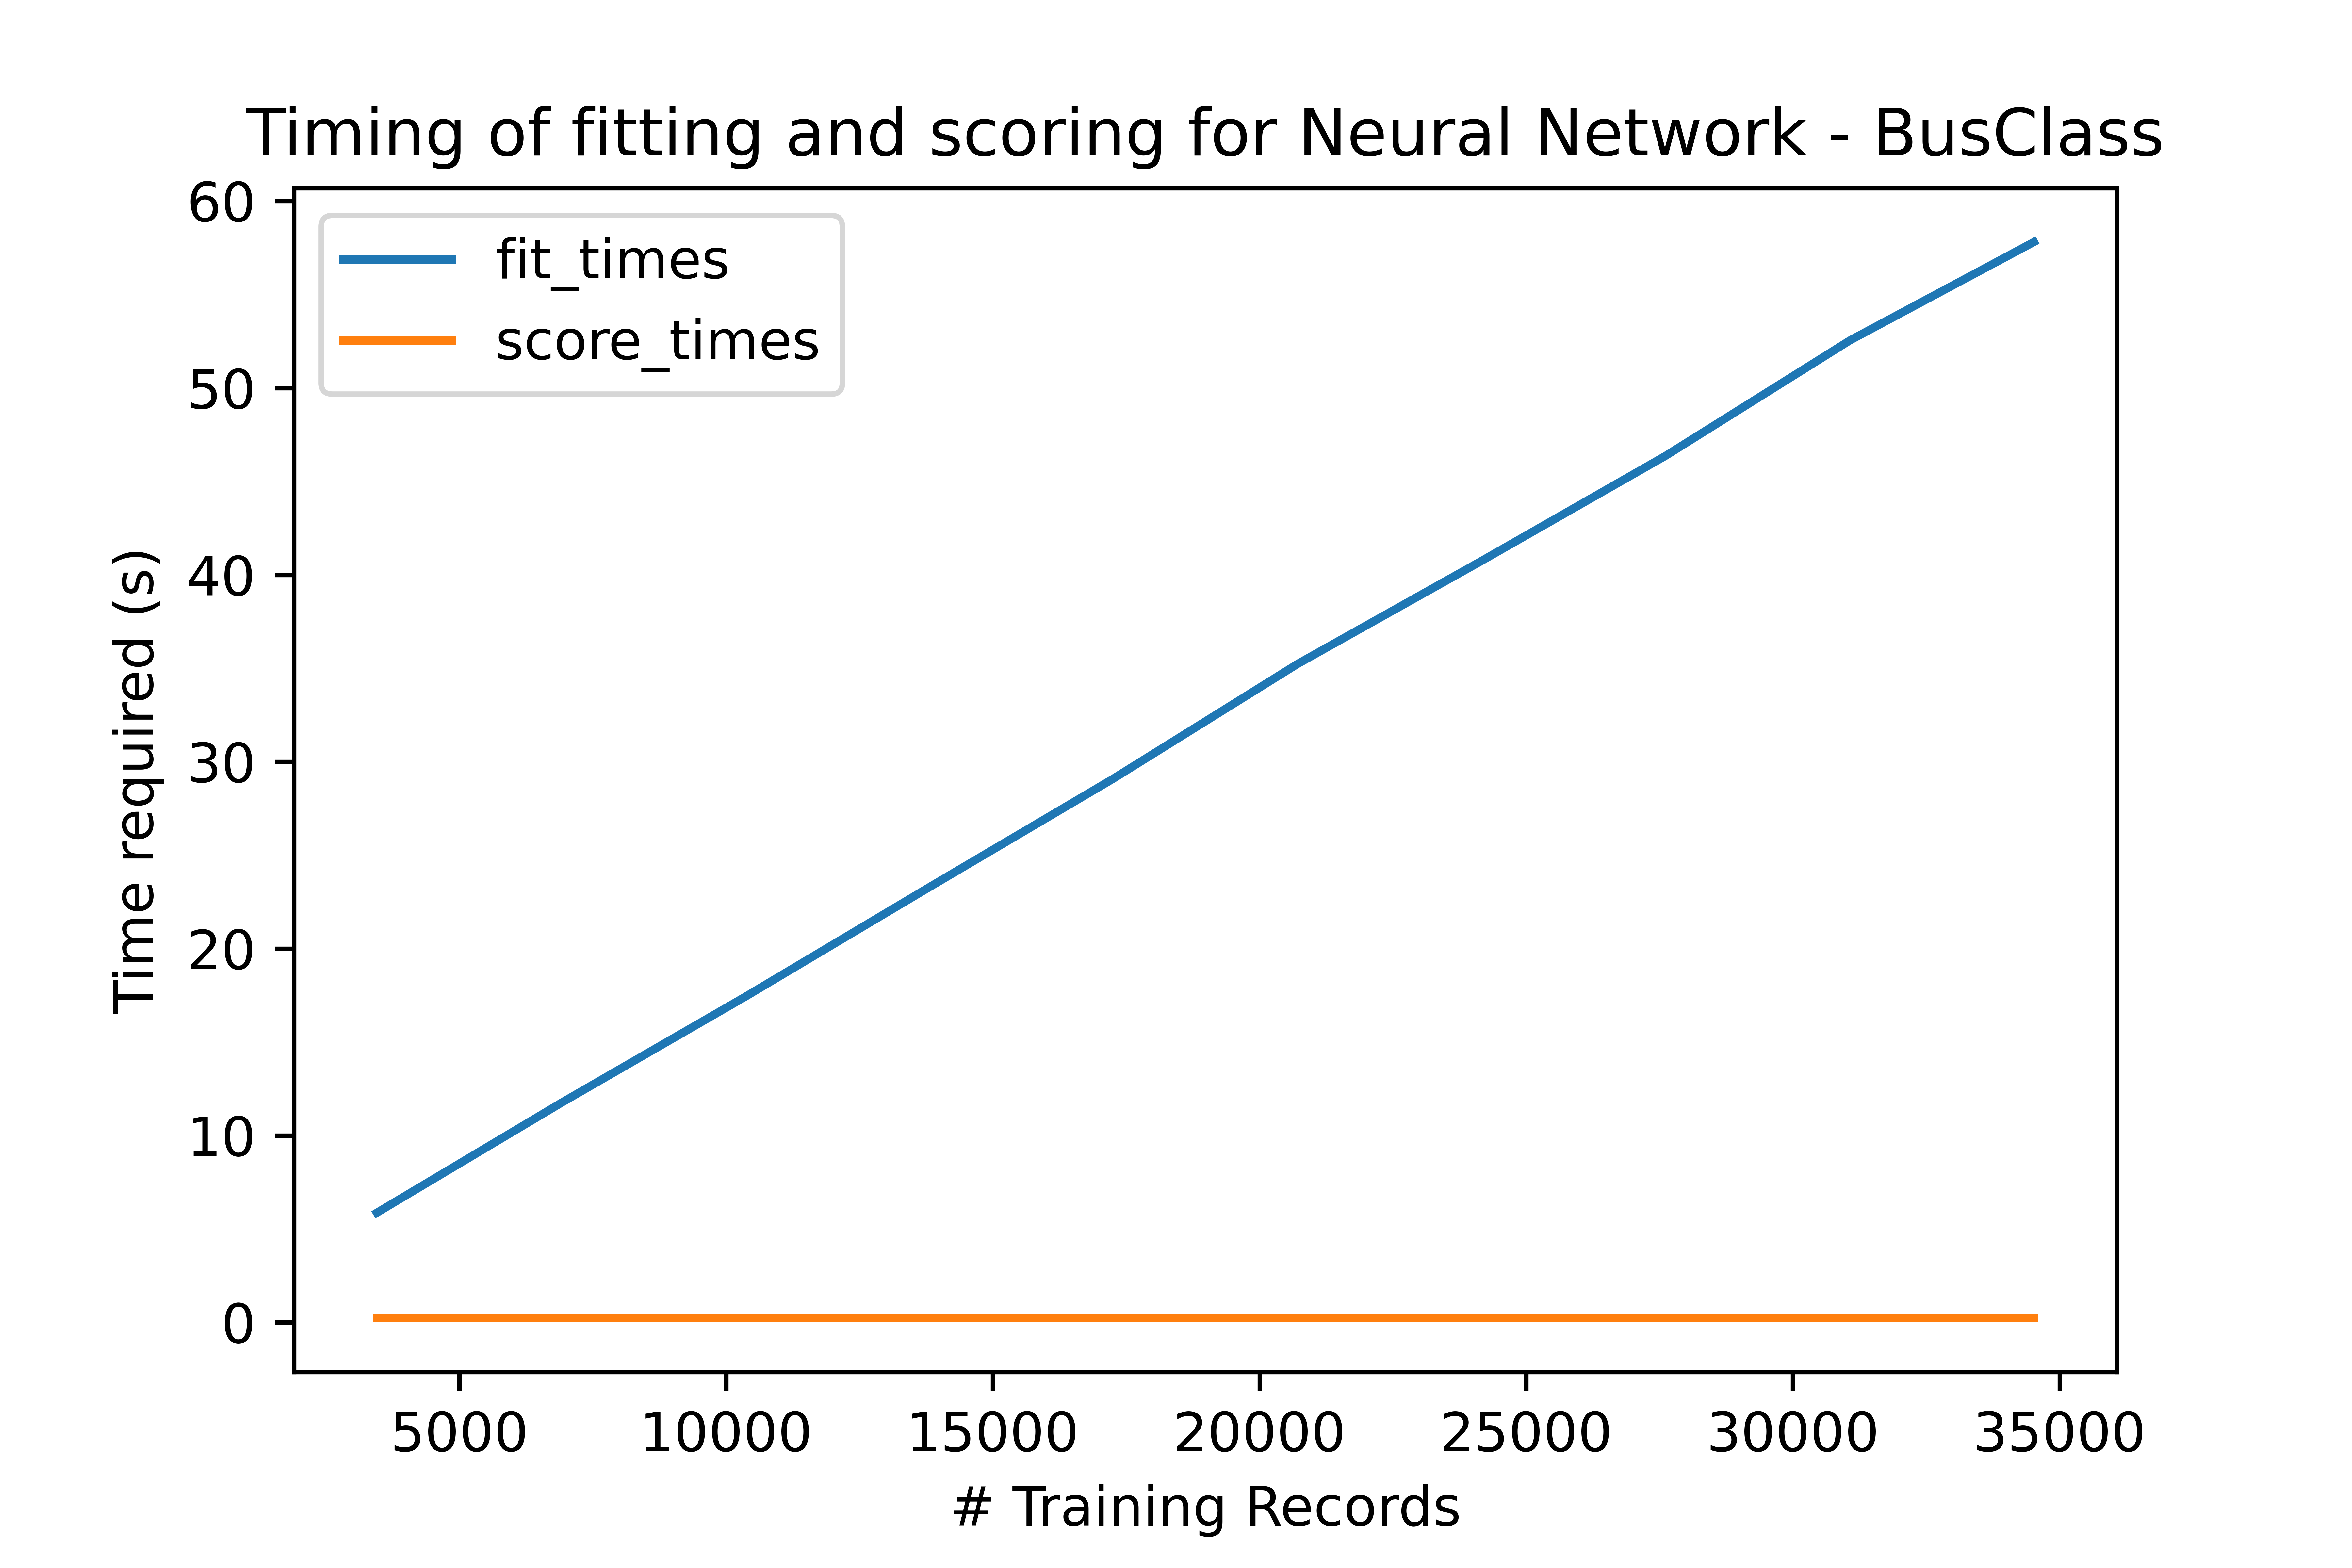 Timing of fitting and scoring for Neural Network - BusClass
fit_times
score_times
Time required (s)
60
50
40
30
20
10
0
5000 10000 15000 20000 25000 30000 35000
# Training Records